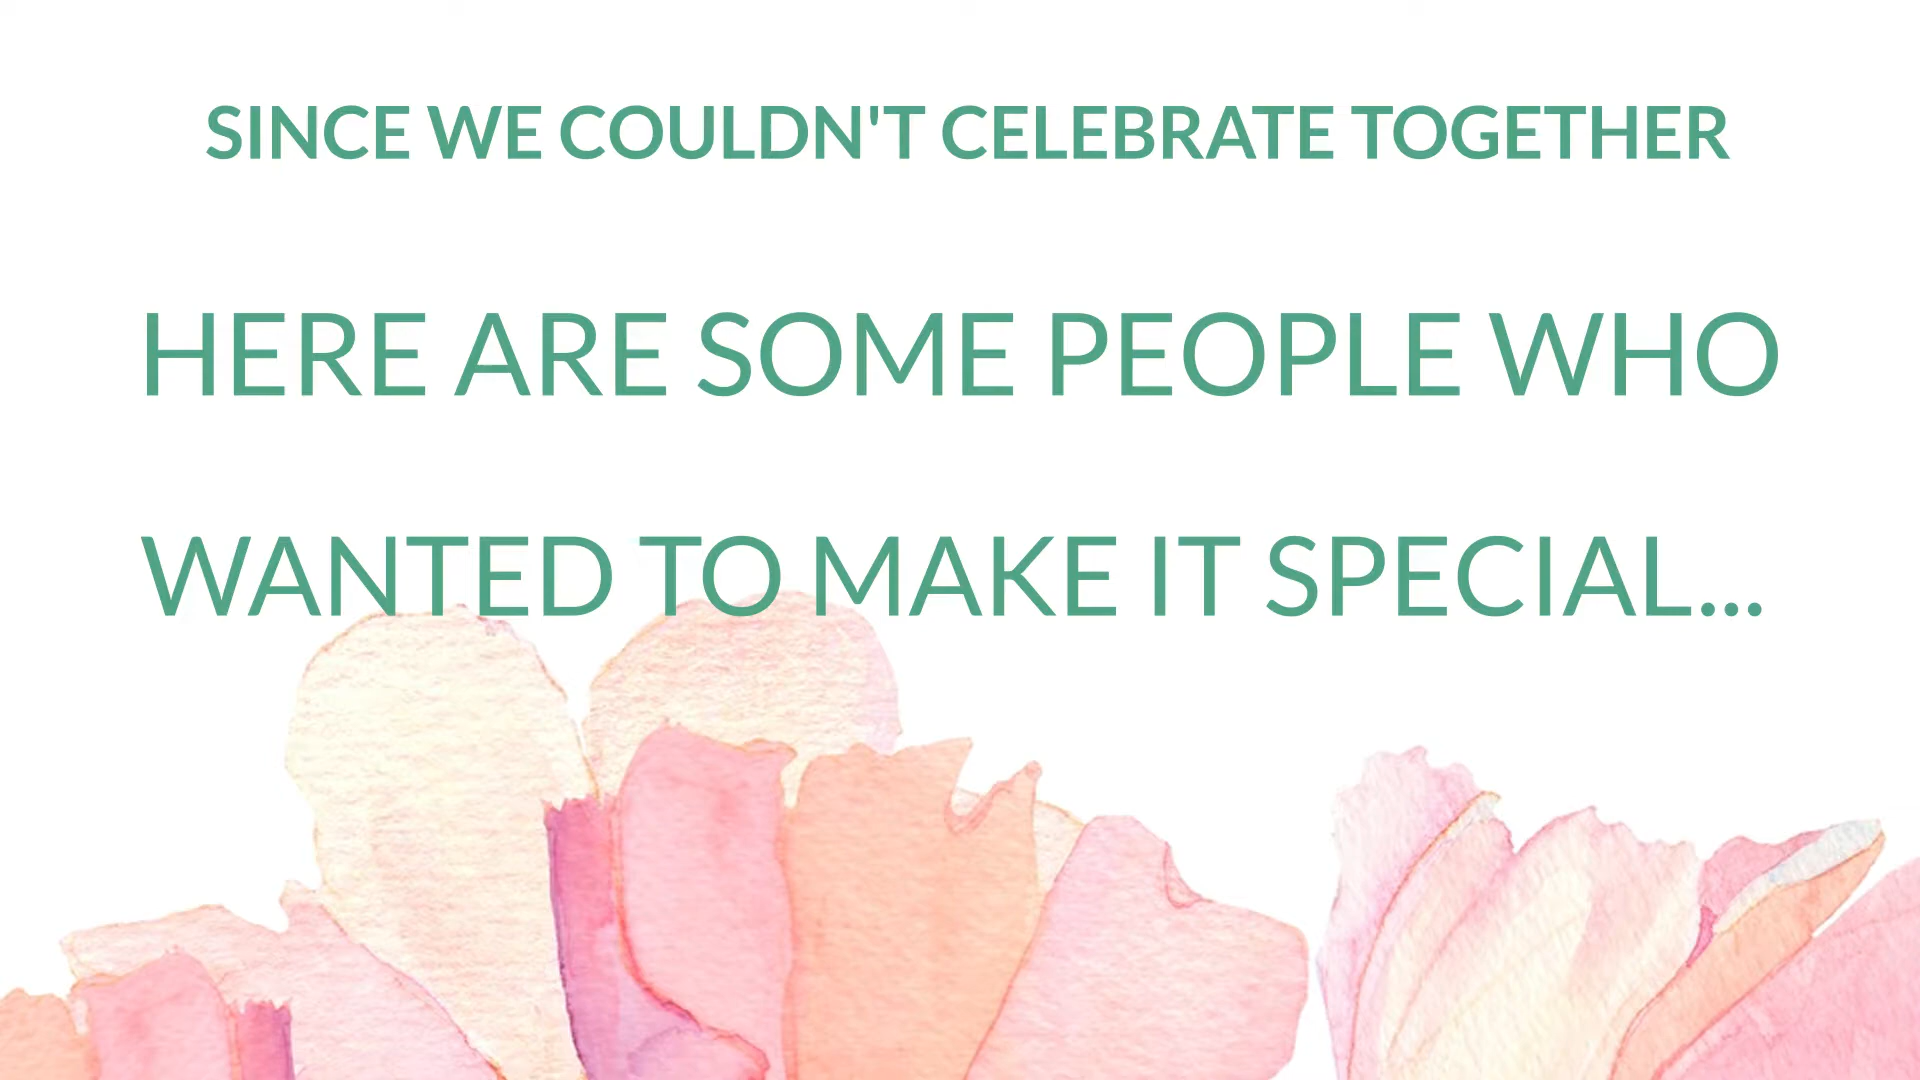 SINCE WE COULDN'T CELEBRATE TOGETHER
HERE ARE SOME PEOPLE WHO
WANTED TO MAKE IT SPECIAL...